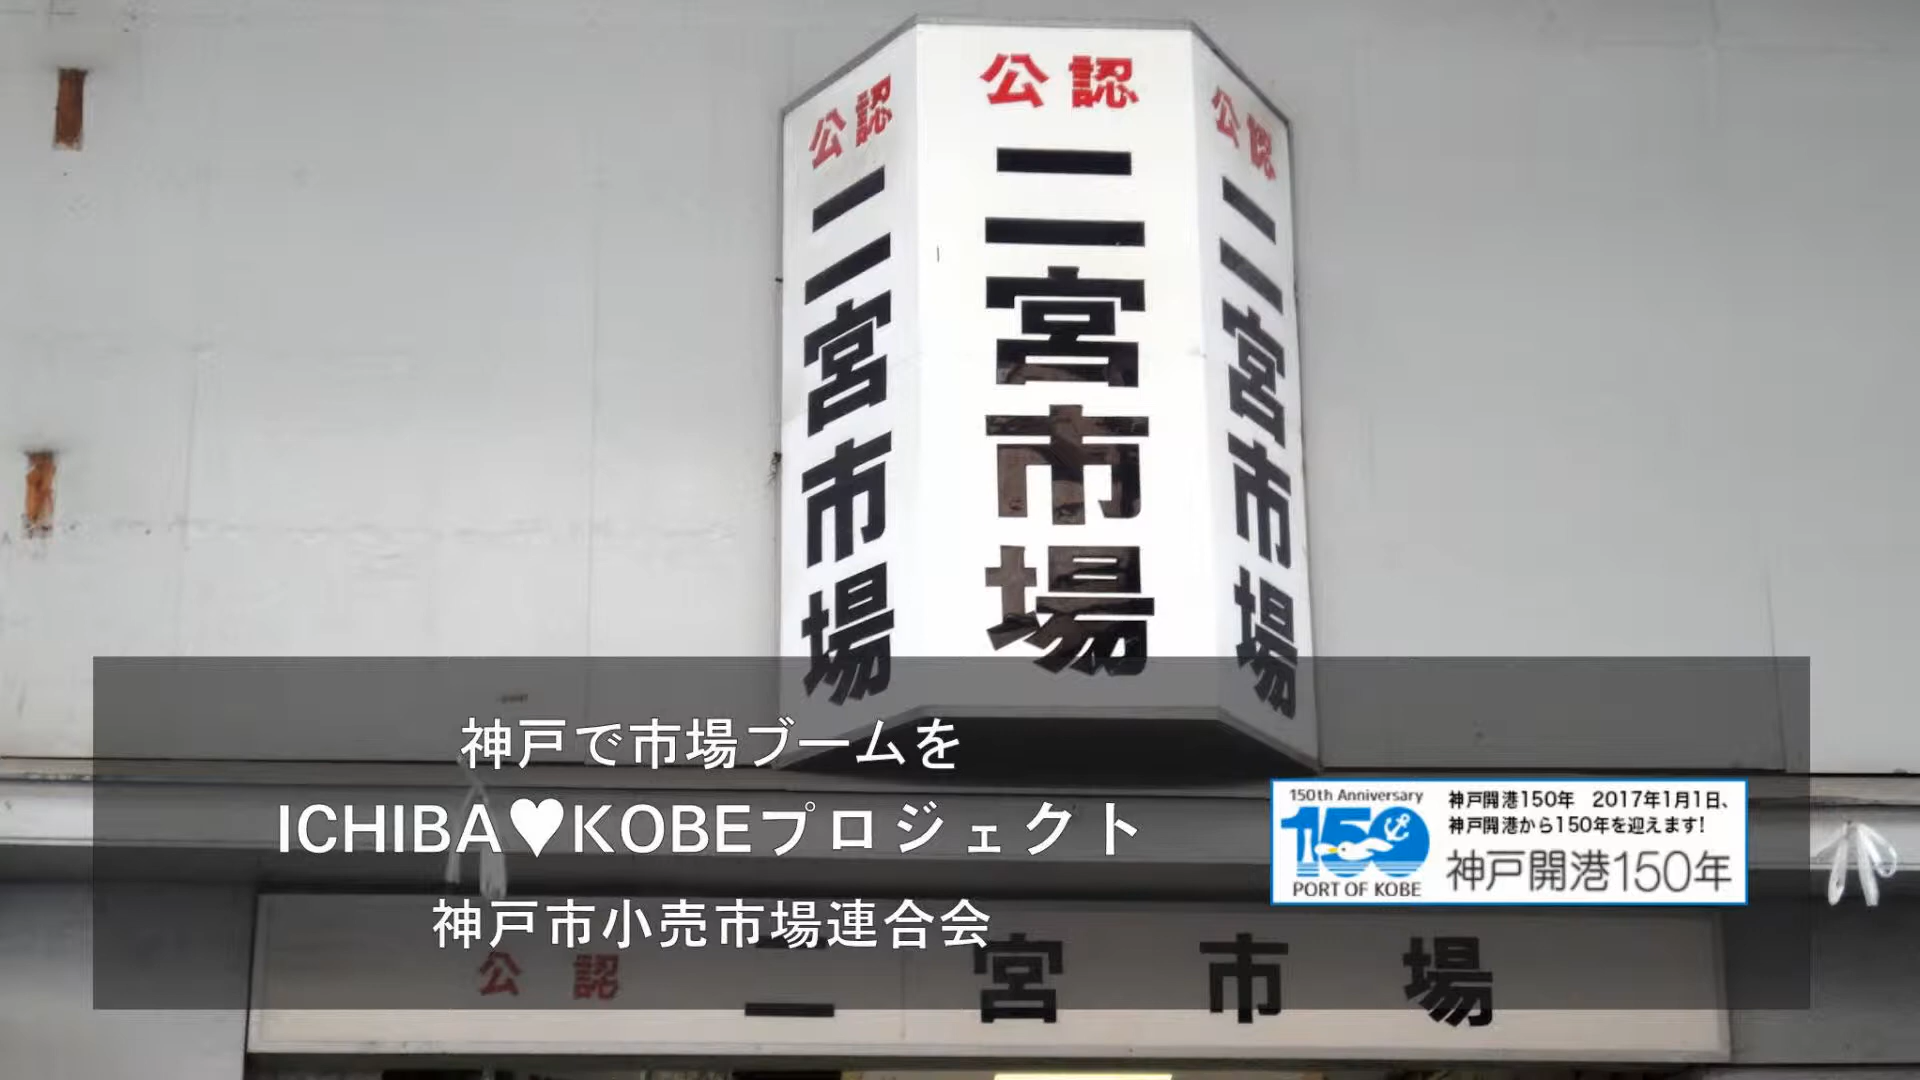 公認
二宮市場
公認
二宮市場
公認
二宮市場
神戸で市場ブームを
ICHIBA♥KOBEプロジェクト
神戸市小売市場連合会
150th Anniversary
150
PORT OF KOBE
神戸開港150年　2017年1月1日、
神戸開港から150年を迎えます!
神戸開港150年
公認 二宮市場